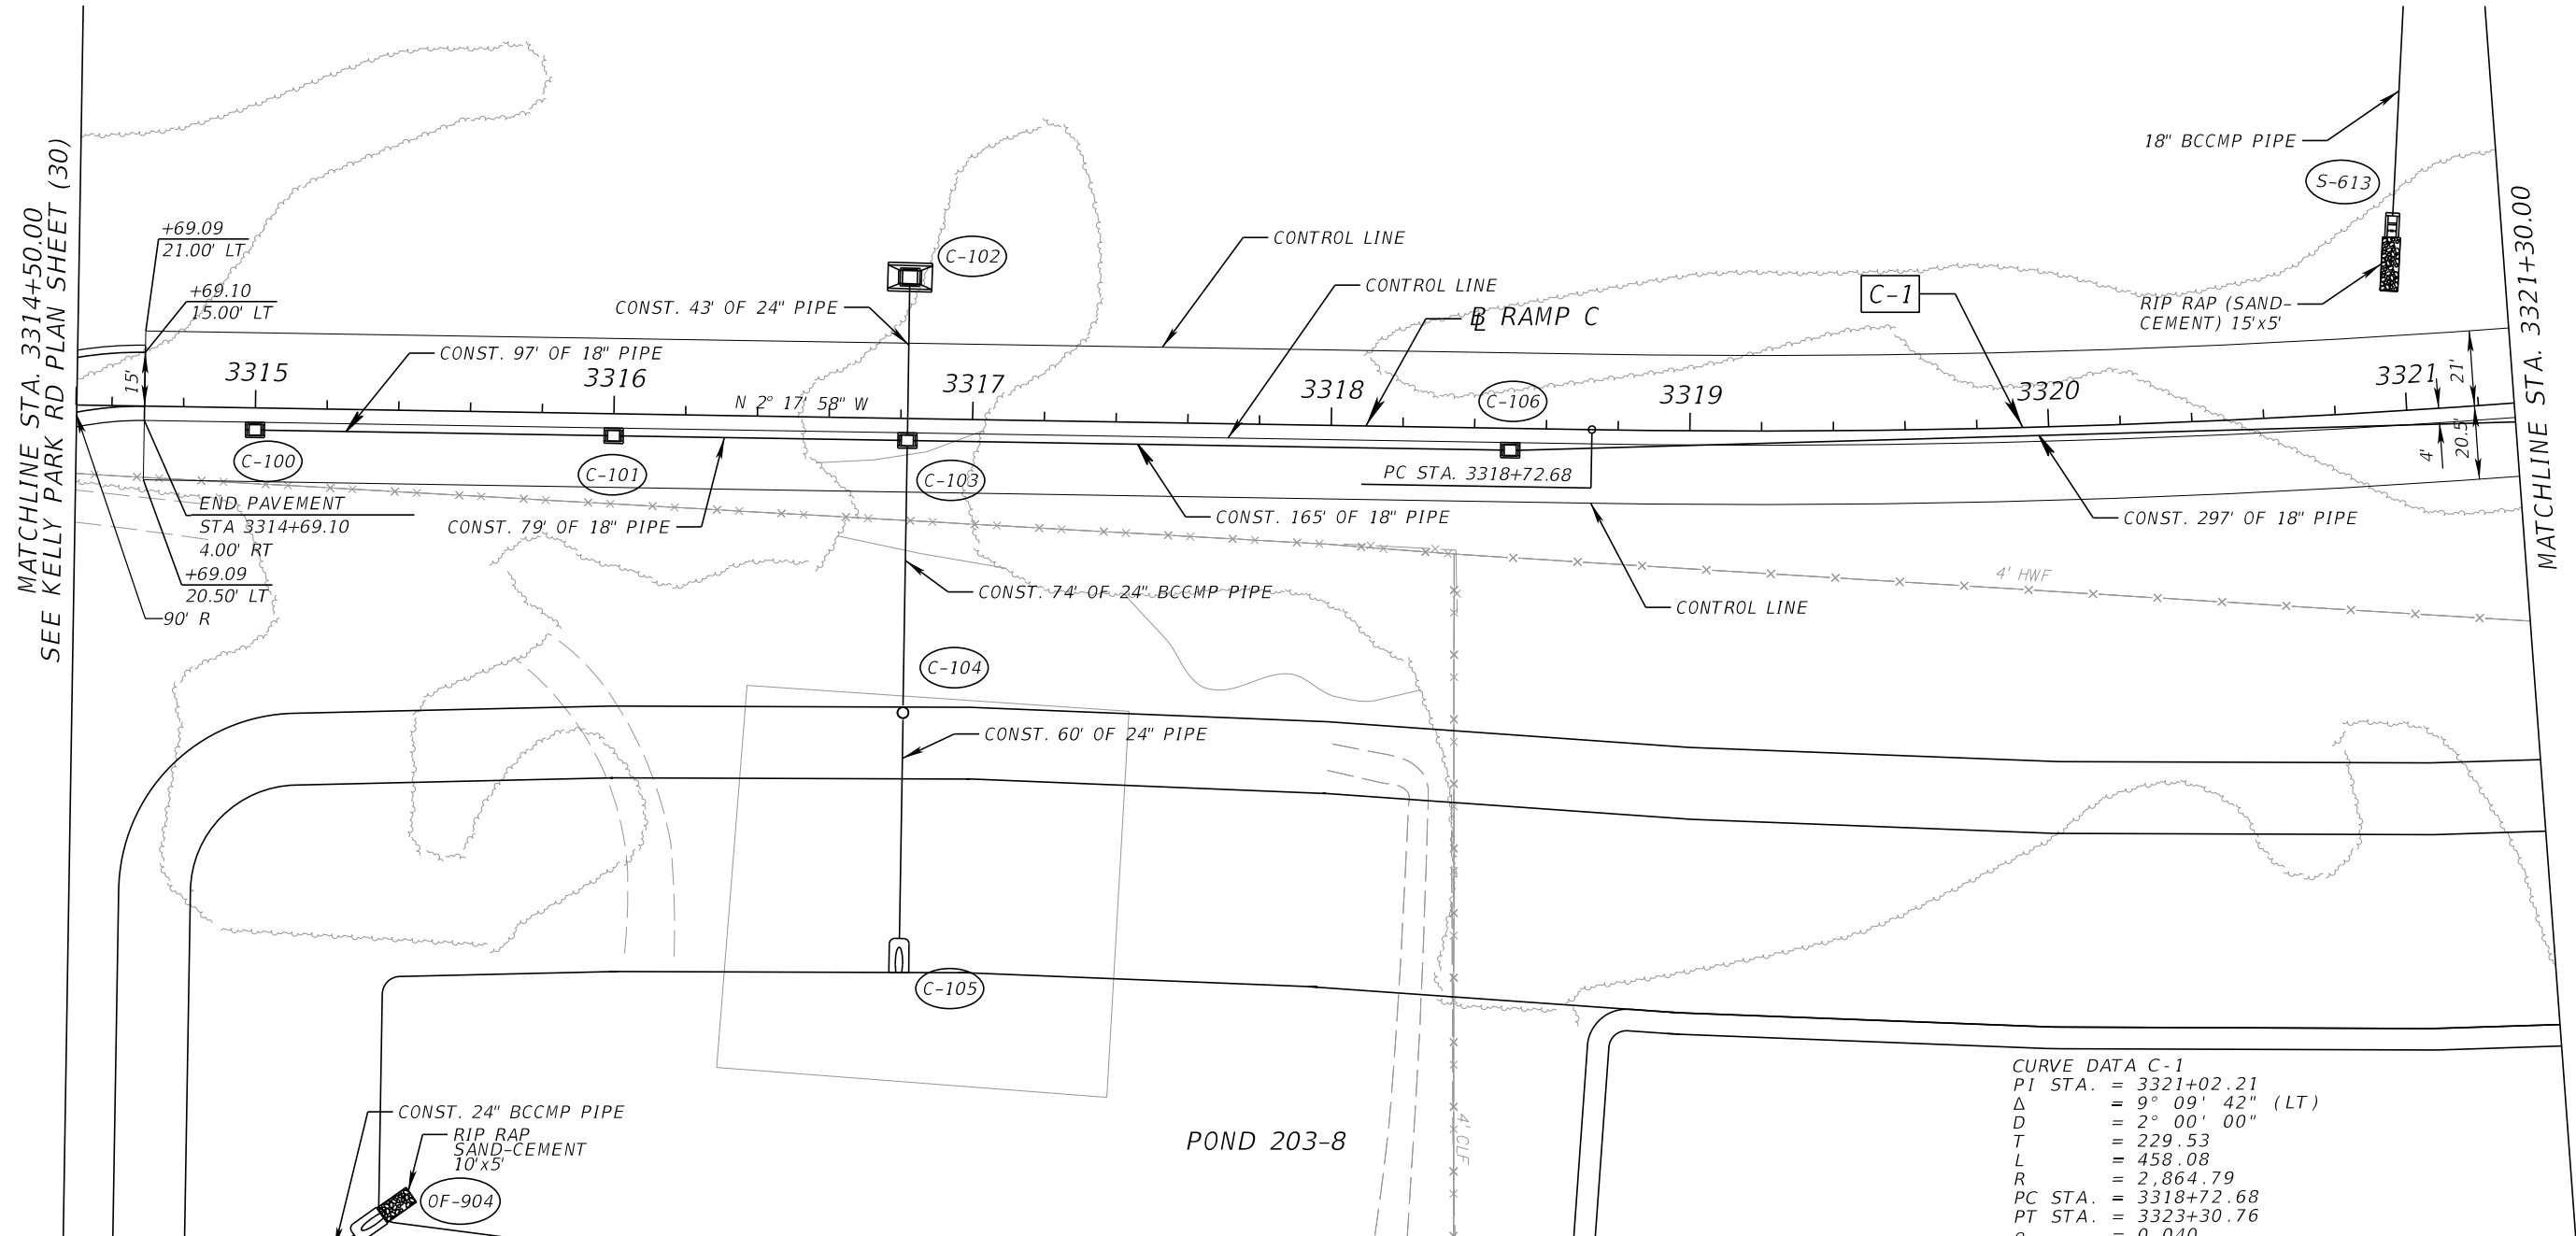 MATCHLINE STA. 3314+50.00
SEE KELLY PARK RD PLAN SHEET (30)
+69.09
21.00' LT
+69.10
15.00' LT
15'
3315
CONST. 97' OF 18" PIPE
3316
CONST. 43' OF 24" PIPE
C-102
N 2° 17' 58" W
3317
CONTROL LINE
CONTROL LINE
B RAMP C
L
3318
C-106
3319
C-1
3320
3321
18" BCCMP PIPE
S-613
RIP RAP (SAND-
CEMENT) 15'x5'
MATCHLINE STA. 3321+30.00
21'
20.5'
4'
C-100
C-101
C-103
PC STA. 3318+72.68
END PAVEMENT
STA 3314+69.10
4.00' RT
+69.09
20.50' LT
90' R
CONST. 79' OF 18" PIPE
CONST. 165' OF 18" PIPE
CONST. 297' OF 18" PIPE
4' HWF
CONST. 74' OF 24" BCCMP PIPE
CONTROL LINE
C-104
CONST. 60' OF 24" PIPE
C-105
CONST. 24" BCCMP PIPE
RIP RAP
SAND-CEMENT
10'x5'
OF-904
POND 203-8
4' CLF
CURVE DATA C-1
PI STA. = 3321+02.21
Δ = 9° 09' 42" (LT)
D = 2° 00' 00"
T = 229.53
L = 458.08
R = 2,864.79
PC STA. = 3318+72.68
PT STA. = 3323+30.76
e = 0.040